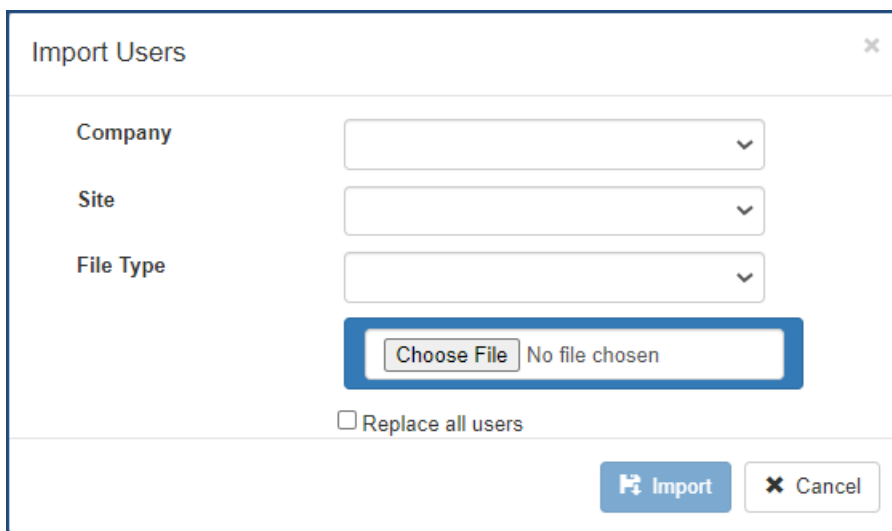 Import Users ×
Company
Site
File Type
Choose File No file chosen
Replace all users
Import Cancel